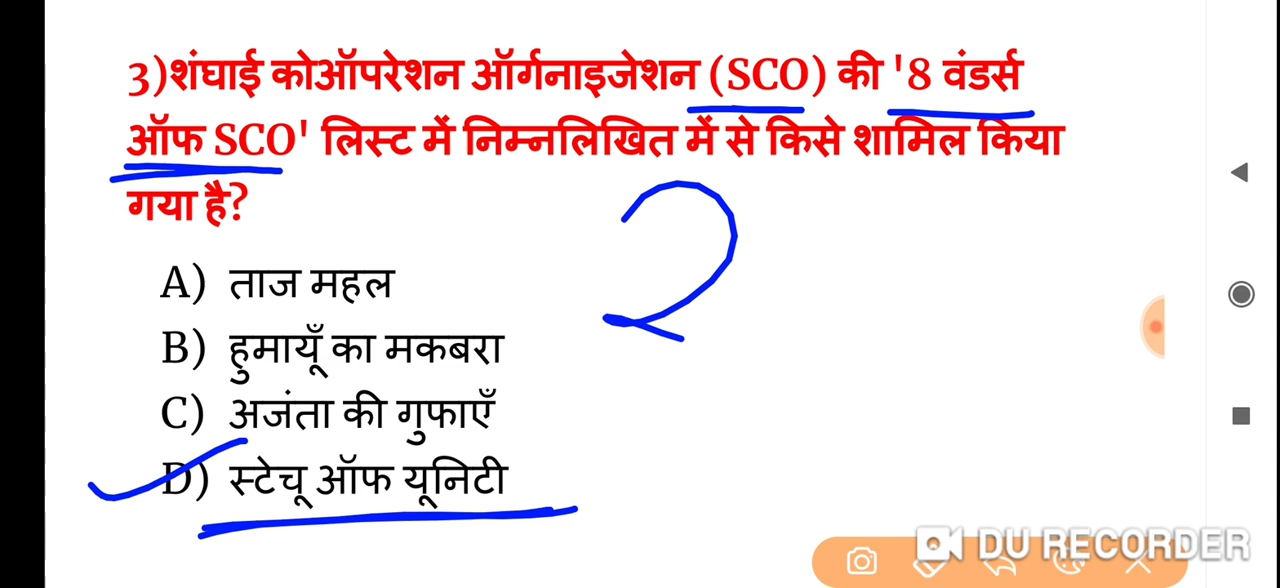 3)शंघाई कोऑपरेशन ऑर्गनाइजेशन (SCO) की '8 वंडर्स
ऑफ SCO' लिस्ट में निम्नलिखित में से किसे शामिल किया
गया है?
2
A) ताज महल
B) हुमायूँ का मकबरा
C) अजंता की गुफाएँ
D) स्टेचू ऑफ यूनिटी
DU RECORDER